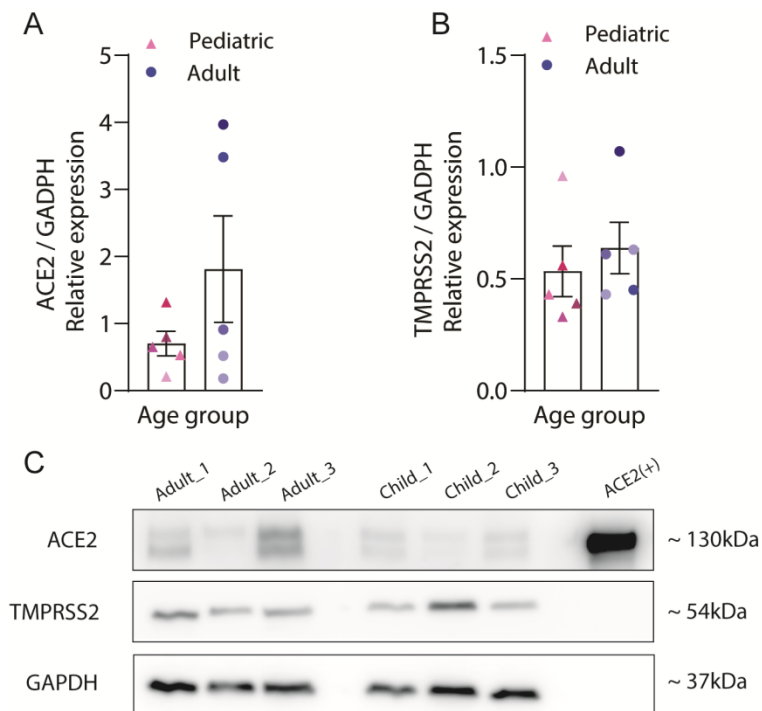 A
Pediatric
Adult
ACE2 / GADPH
Relative expression
5
4
3
2
1
0
Age group
B
Pediatric
Adult
TMPRSS2 / GADPH
Relative expression
1.5
1.0
0.5
0.0
Age group
C
Adult_1 Adult_2 Adult_3 Child_1 Child_2 Child_3 ACE2(+)
ACE2 ~ 130kDa
TMPRSS2 ~ 54kDa
GAPDH ~ 37kDa